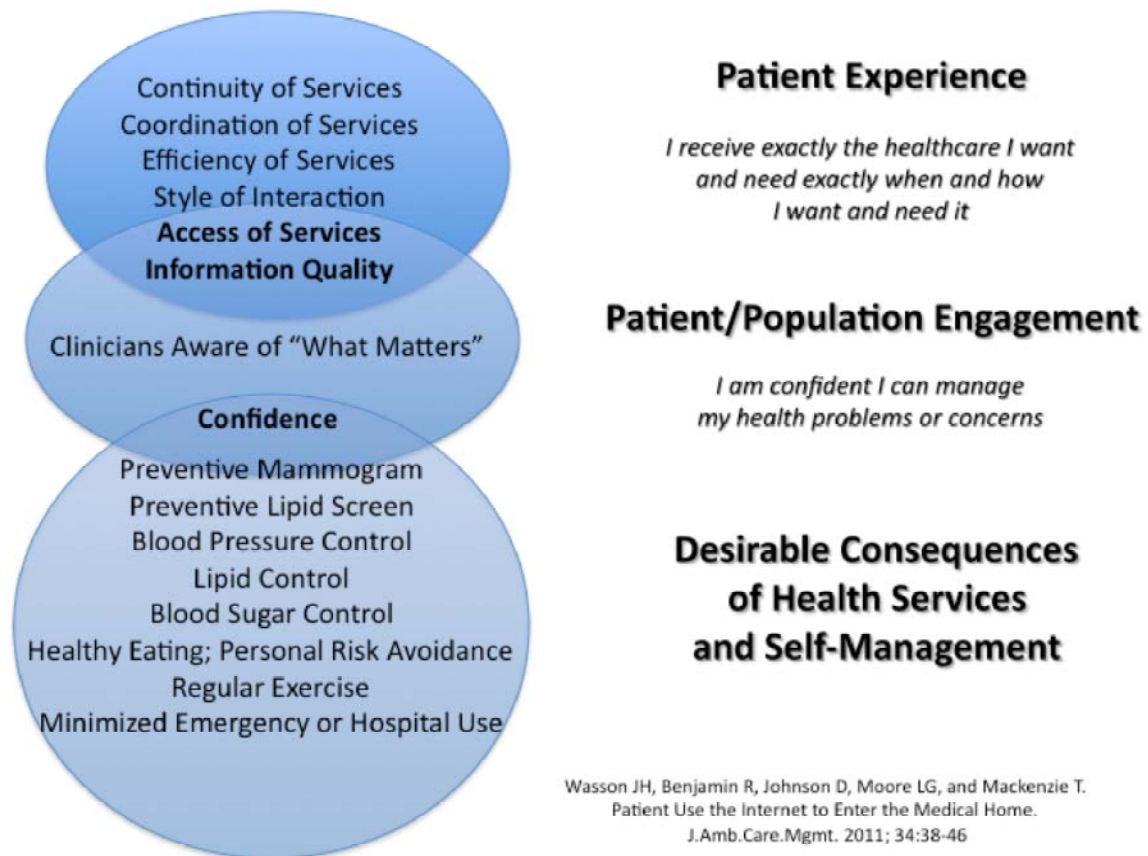 Continuity of Services
Coordination of Services
Efficiency of Services
Style of Interaction
Access of Services
Information Quality
Clinicians Aware of “What Matters”
Confidence
Preventive Mammogram
Preventive Lipid Screen
Blood Pressure Control
Lipid Control
Blood Sugar Control
Healthy Eating; Personal Risk Avoidance
Regular Exercise
Minimized Emergency or Hospital Use
Patient Experience
I receive exactly the healthcare I want
and need exactly when and how
I want and need it
Patient/Population Engagement
I am confident I can manage
my health problems or concerns
Desirable Consequences
of Health Services
and Self-Management
Wasson JH, Benjamin R, Johnson D, Moore LG, and Mackenzie T.
Patient Use the Internet to Enter the Medical Home.
J.Amb.Care.Mgmt. 2011; 34:38-46